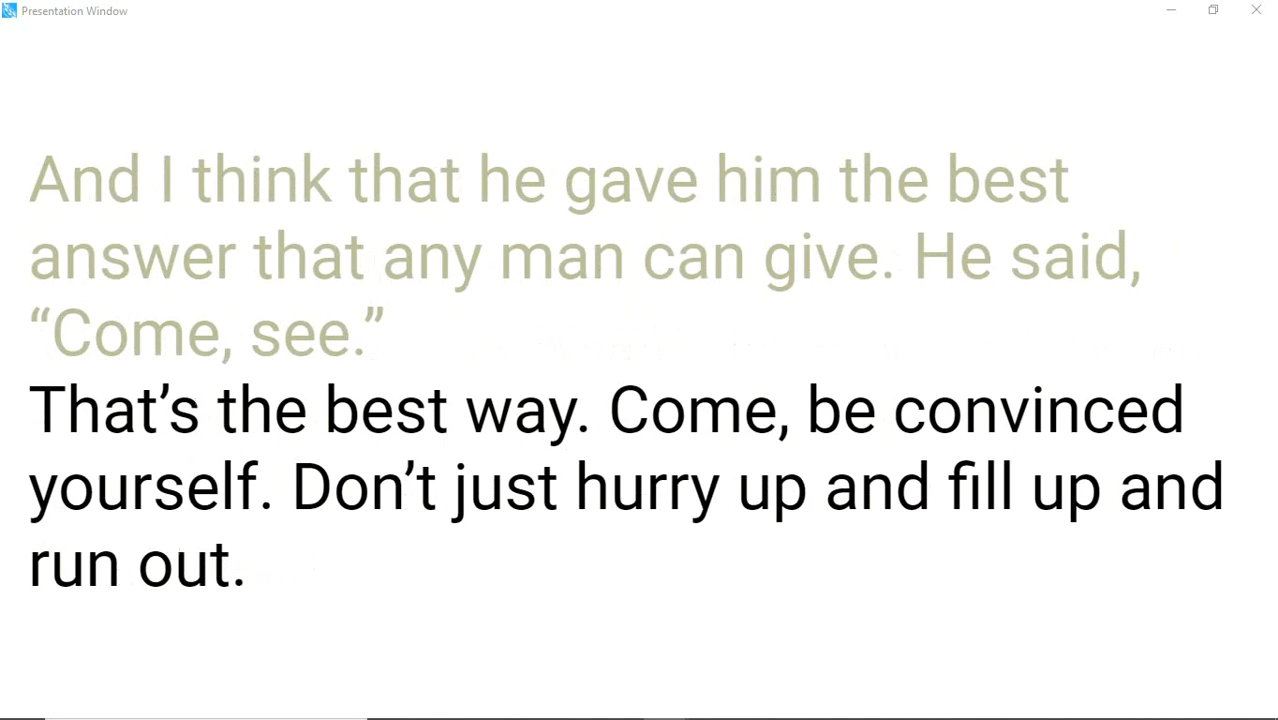 Presentation Window
And I think that he gave him the best
answer that any man can give. He said,
“Come, see.”
That’s the best way. Come, be convinced
yourself. Don’t just hurry up and fill up and
run out.